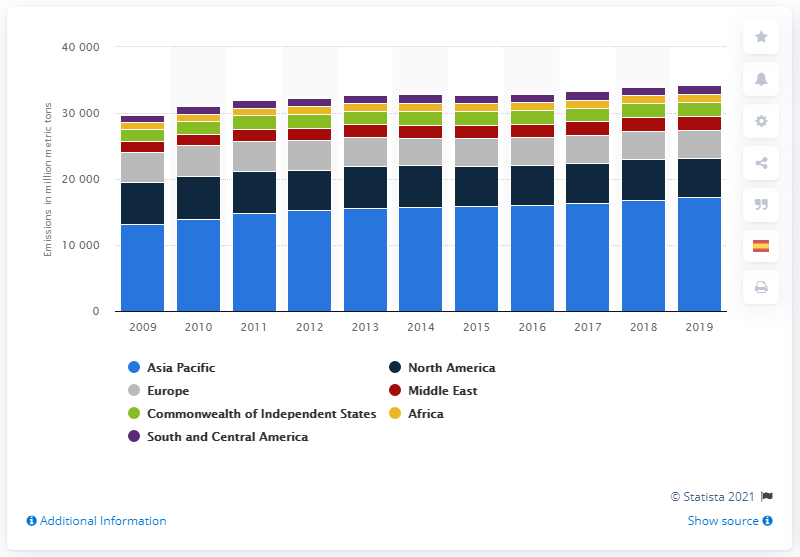 40 000
30 000
20 000
10 000
0
Emissions in million metric tons
2009 2010 2011 2012 2013 2014 2015 2016 2017 2018 2019
Asia Pacific North America
Europe Middle East
Commonwealth of Independent States Africa
South and Central America
© Statista 2021
Additional Information Show source